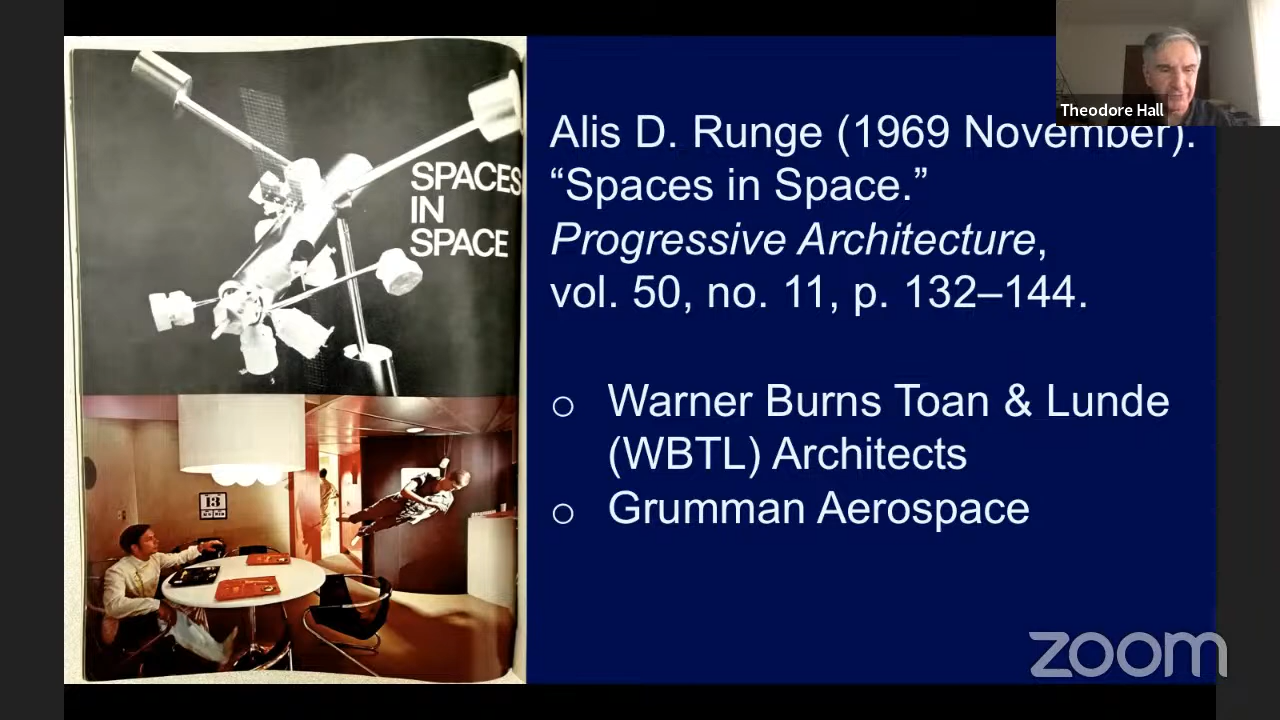 Theodore Hall
SPACES
IN
SPACE
13
Alis D. Runge (1969 November).
“Spaces in Space.”
Progressive Architecture,
vol. 50, no. 11, p. 132–144.
o Warner Burns Toan & Lunde
(WBTL) Architects
o Grumman Aerospace
zoom